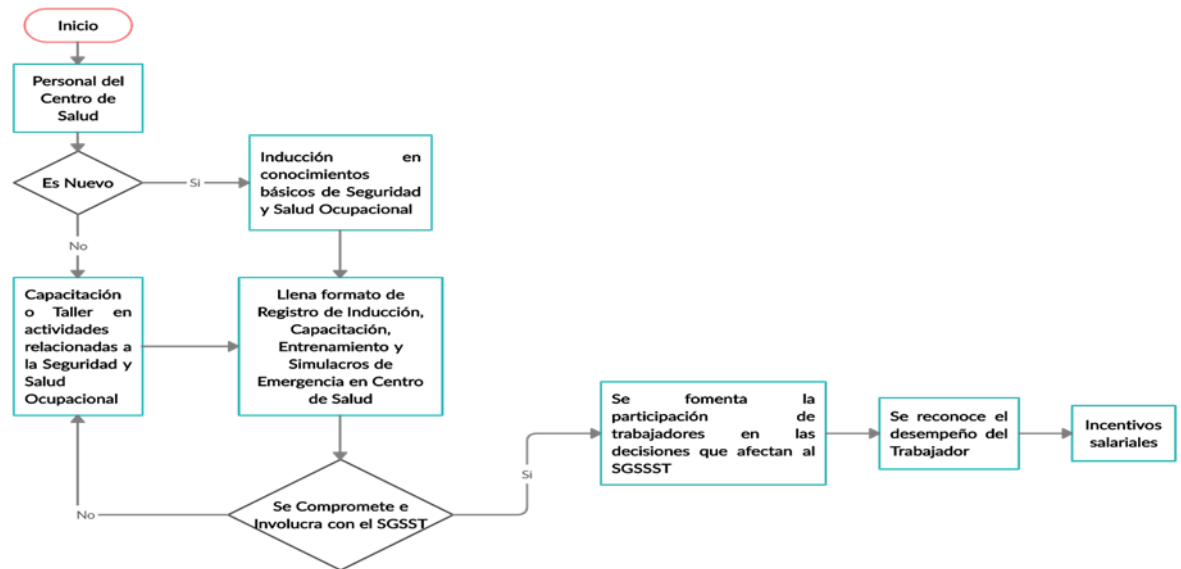 Inicio
Personal del
Centro de
Salud
Es Nuevo
Si
Inducción en
conocimientos
básicos de Seguridad
y Salud Ocupacional
No
Capacitación
o Taller en
actividades
relacionadas a
la Seguridad y
Salud
Ocupacional
Llena formato de
Registro de Inducción,
Capacitación,
Entrenamiento y
Simulacros de
Emergencia en Centro
de Salud
Se Compromete e
Involucra con el SGSST
No
Si
Se fomenta la
participación de
trabajadores en las
decisiones que afectan al
SGSSST
Se reconoce el
desempeño del
Trabajador
Incentivos
salariales